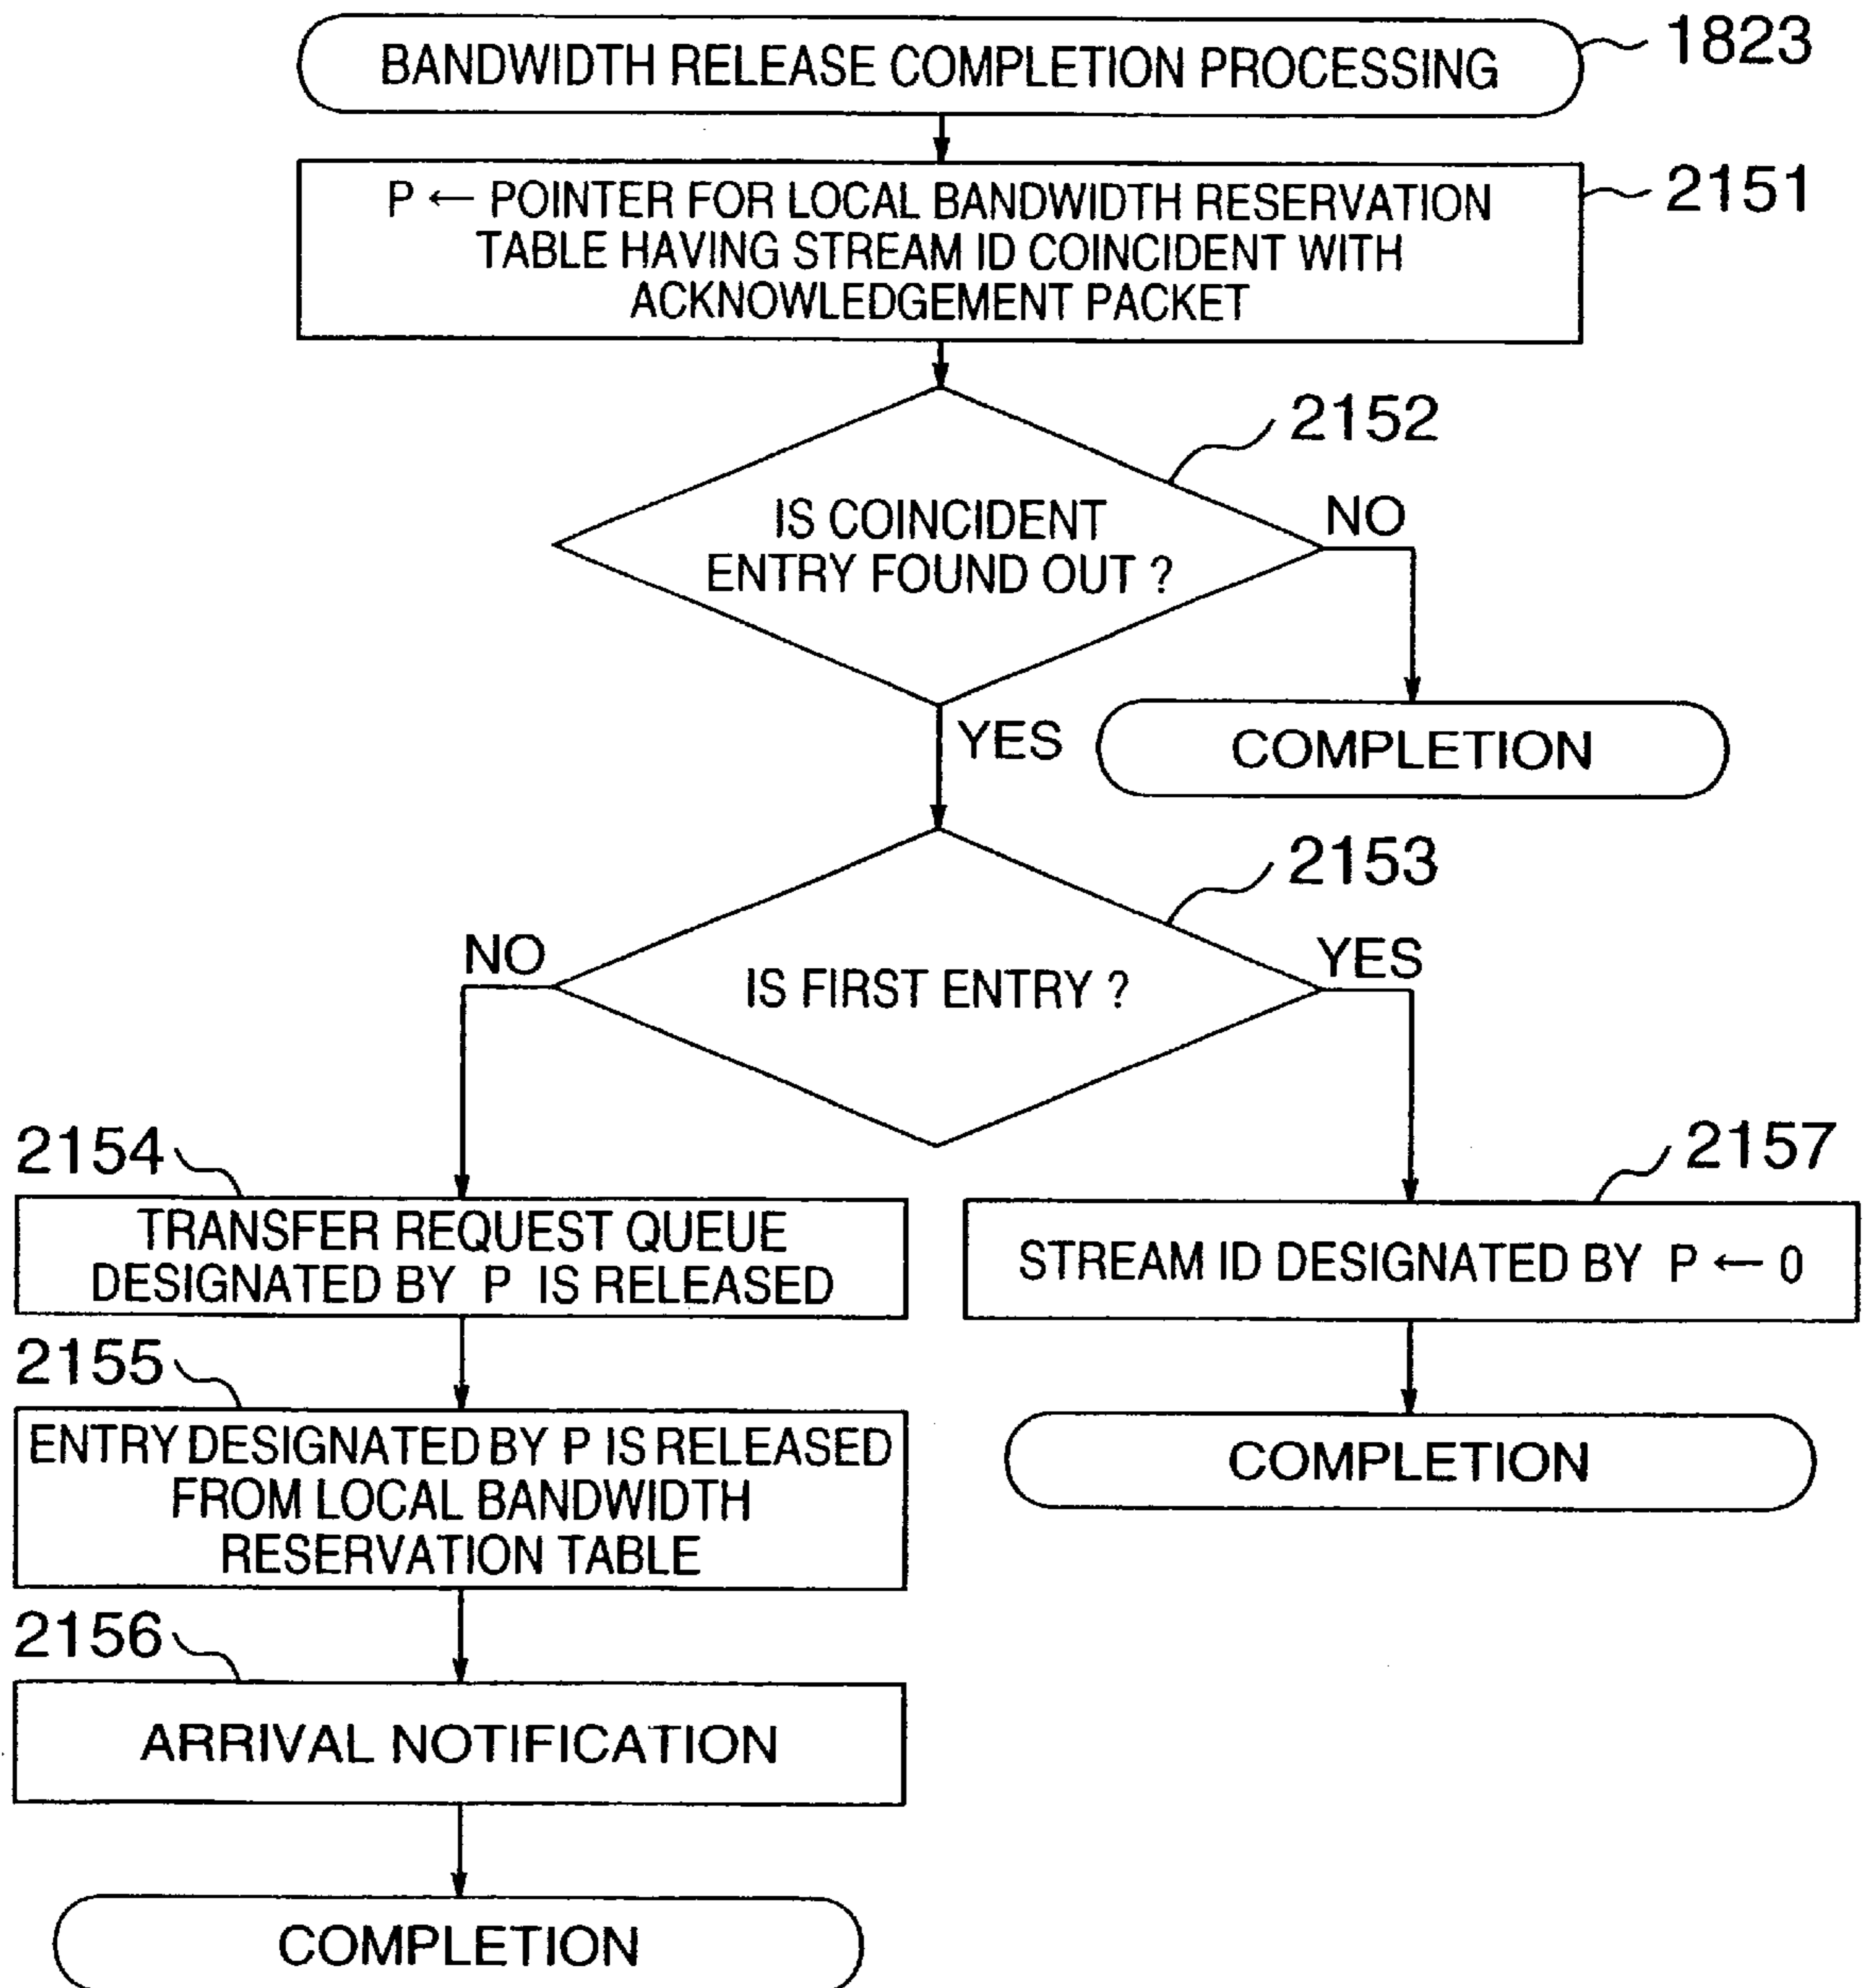 BANDWIDTH RELEASE COMPLETION PROCESSING
1823
P ← POINTER FOR LOCAL BANDWIDTH RESERVATION
TABLE HAVING STREAM ID COINCIDENT WITH
ACKNOWLEDGEMENT PACKET
2151
2152
IS COINCIDENT
ENTRY FOUND OUT ?
NO
YES
COMPLETION
2153
NO
IS FIRST ENTRY ?
YES
2154
TRANSFER REQUEST QUEUE
DESIGNATED BY P IS RELEASED
2157
STREAM ID DESIGNATED BY P ← 0
2155
ENTRY DESIGNATED BY P IS RELEASED
FROM LOCAL BANDWIDTH
RESERVATION TABLE
COMPLETION
2156
ARRIVAL NOTIFICATION
COMPLETION